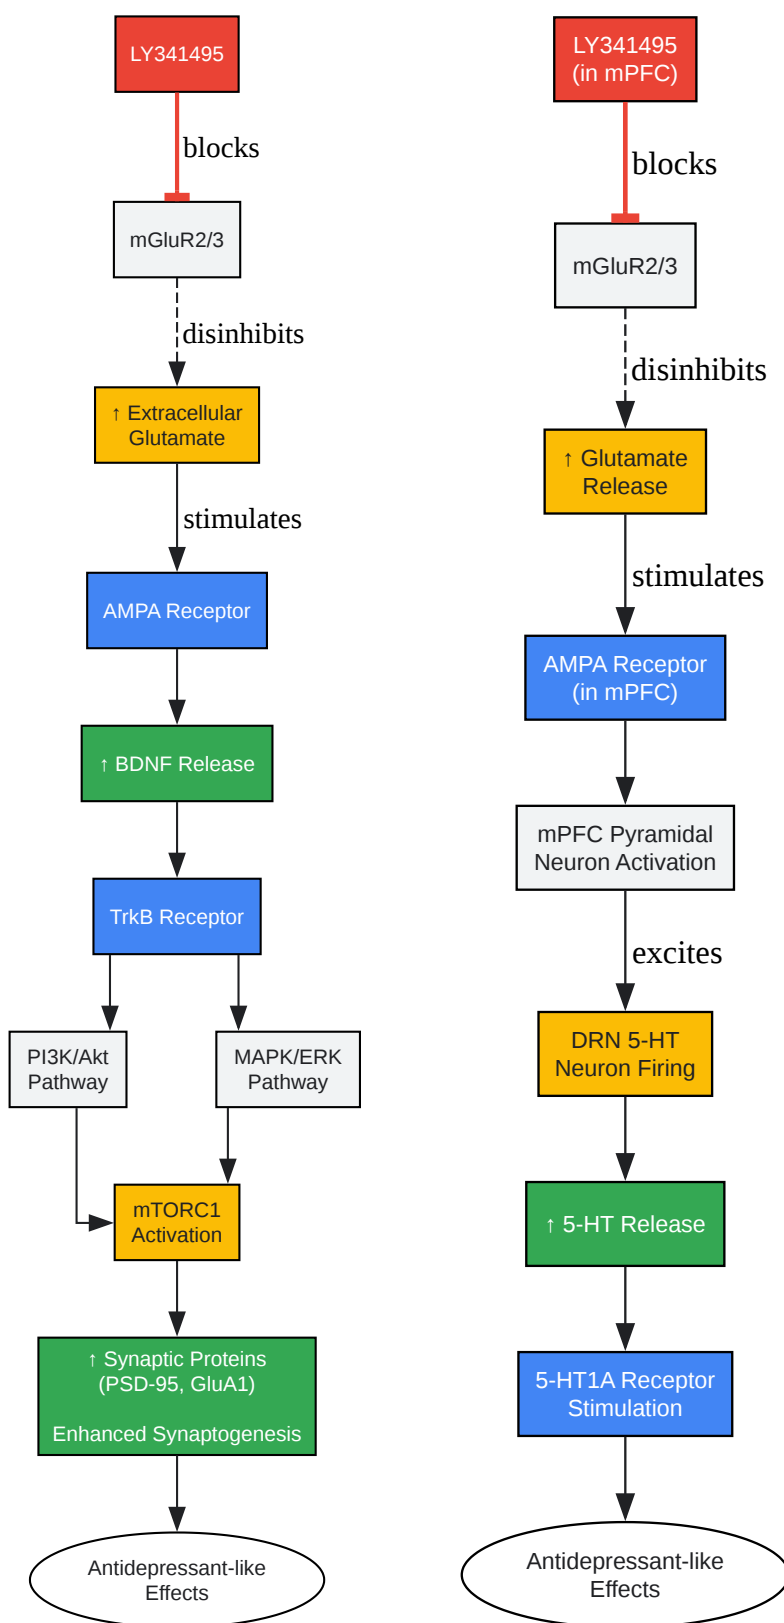 LY341495
blocks
mGluR2/3
disinhibits
↑ Extracellular
Glutamate
stimulates
AMPA Receptor
↑ BDNF Release
TrkB Receptor
PI3K/Akt
Pathway
MAPK/ERK
Pathway
mTORC1
Activation
↑ Synaptic Proteins
(PSD-95, GluA1)
Enhanced Synaptogenesis
Antidepressant-like
Effects
LY341495
(in mPFC)
blocks
mGluR2/3
disinhibits
↑ Glutamate
Release
stimulates
AMPA Receptor
(in mPFC)
mPFC Pyramidal
Neuron Activation
excites
DRN 5-HT
Neuron Firing
↑ 5-HT Release
5-HT1A Receptor
Stimulation
Antidepressant-like
Effects